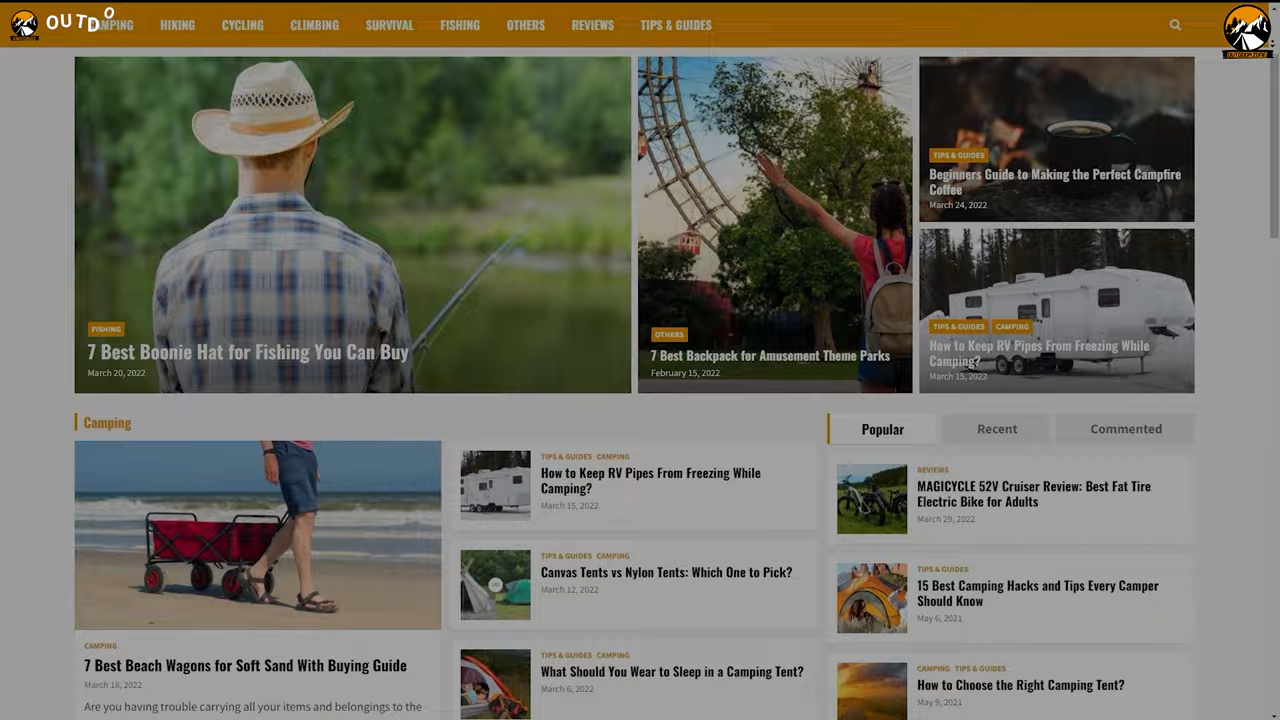 OUTDO
CAMPING HIKING CYCLING CLIMBING SURVIVAL FISHING OTHERS REVIEWS TIPS & GUIDES
FISHING
7 Best Boonie Hat for Fishing You Can Buy
March 20, 2022
OTHERS
7 Best Backpack for Amusement Theme Parks
February 15, 2022
TIPS & GUIDES
Beginners Guide to Making the Perfect Campfire
Coffee
March 24, 2022
TIPS & GUIDES CAMPING
How to Keep RV Pipes From Freezing While
Camping?
March 15, 2022
Camping
CAMPING
7 Best Beach Wagons for Soft Sand With Buying Guide
March 18, 2022
Are you having trouble carrying all your items and belongings to the
TIPS & GUIDES CAMPING
How to Keep RV Pipes From Freezing While
Camping?
March 15, 2022
TIPS & GUIDES CAMPING
Canvas Tents vs Nylon Tents: Which One to Pick?
March 12, 2022
TIPS & GUIDES CAMPING
What Should You Wear to Sleep in a Camping Tent?
March 6, 2022
Popular Recent Commented
REVIEWS
MAGICYCLE 52V Cruiser Review: Best Fat Tire
Electric Bike for Adults
March 29, 2022
TIPS & GUIDES
15 Best Camping Hacks and Tips Every Camper
Should Know
May 6, 2021
CAMPING TIPS & GUIDES
How to Choose the Right Camping Tent?
May 9, 2021